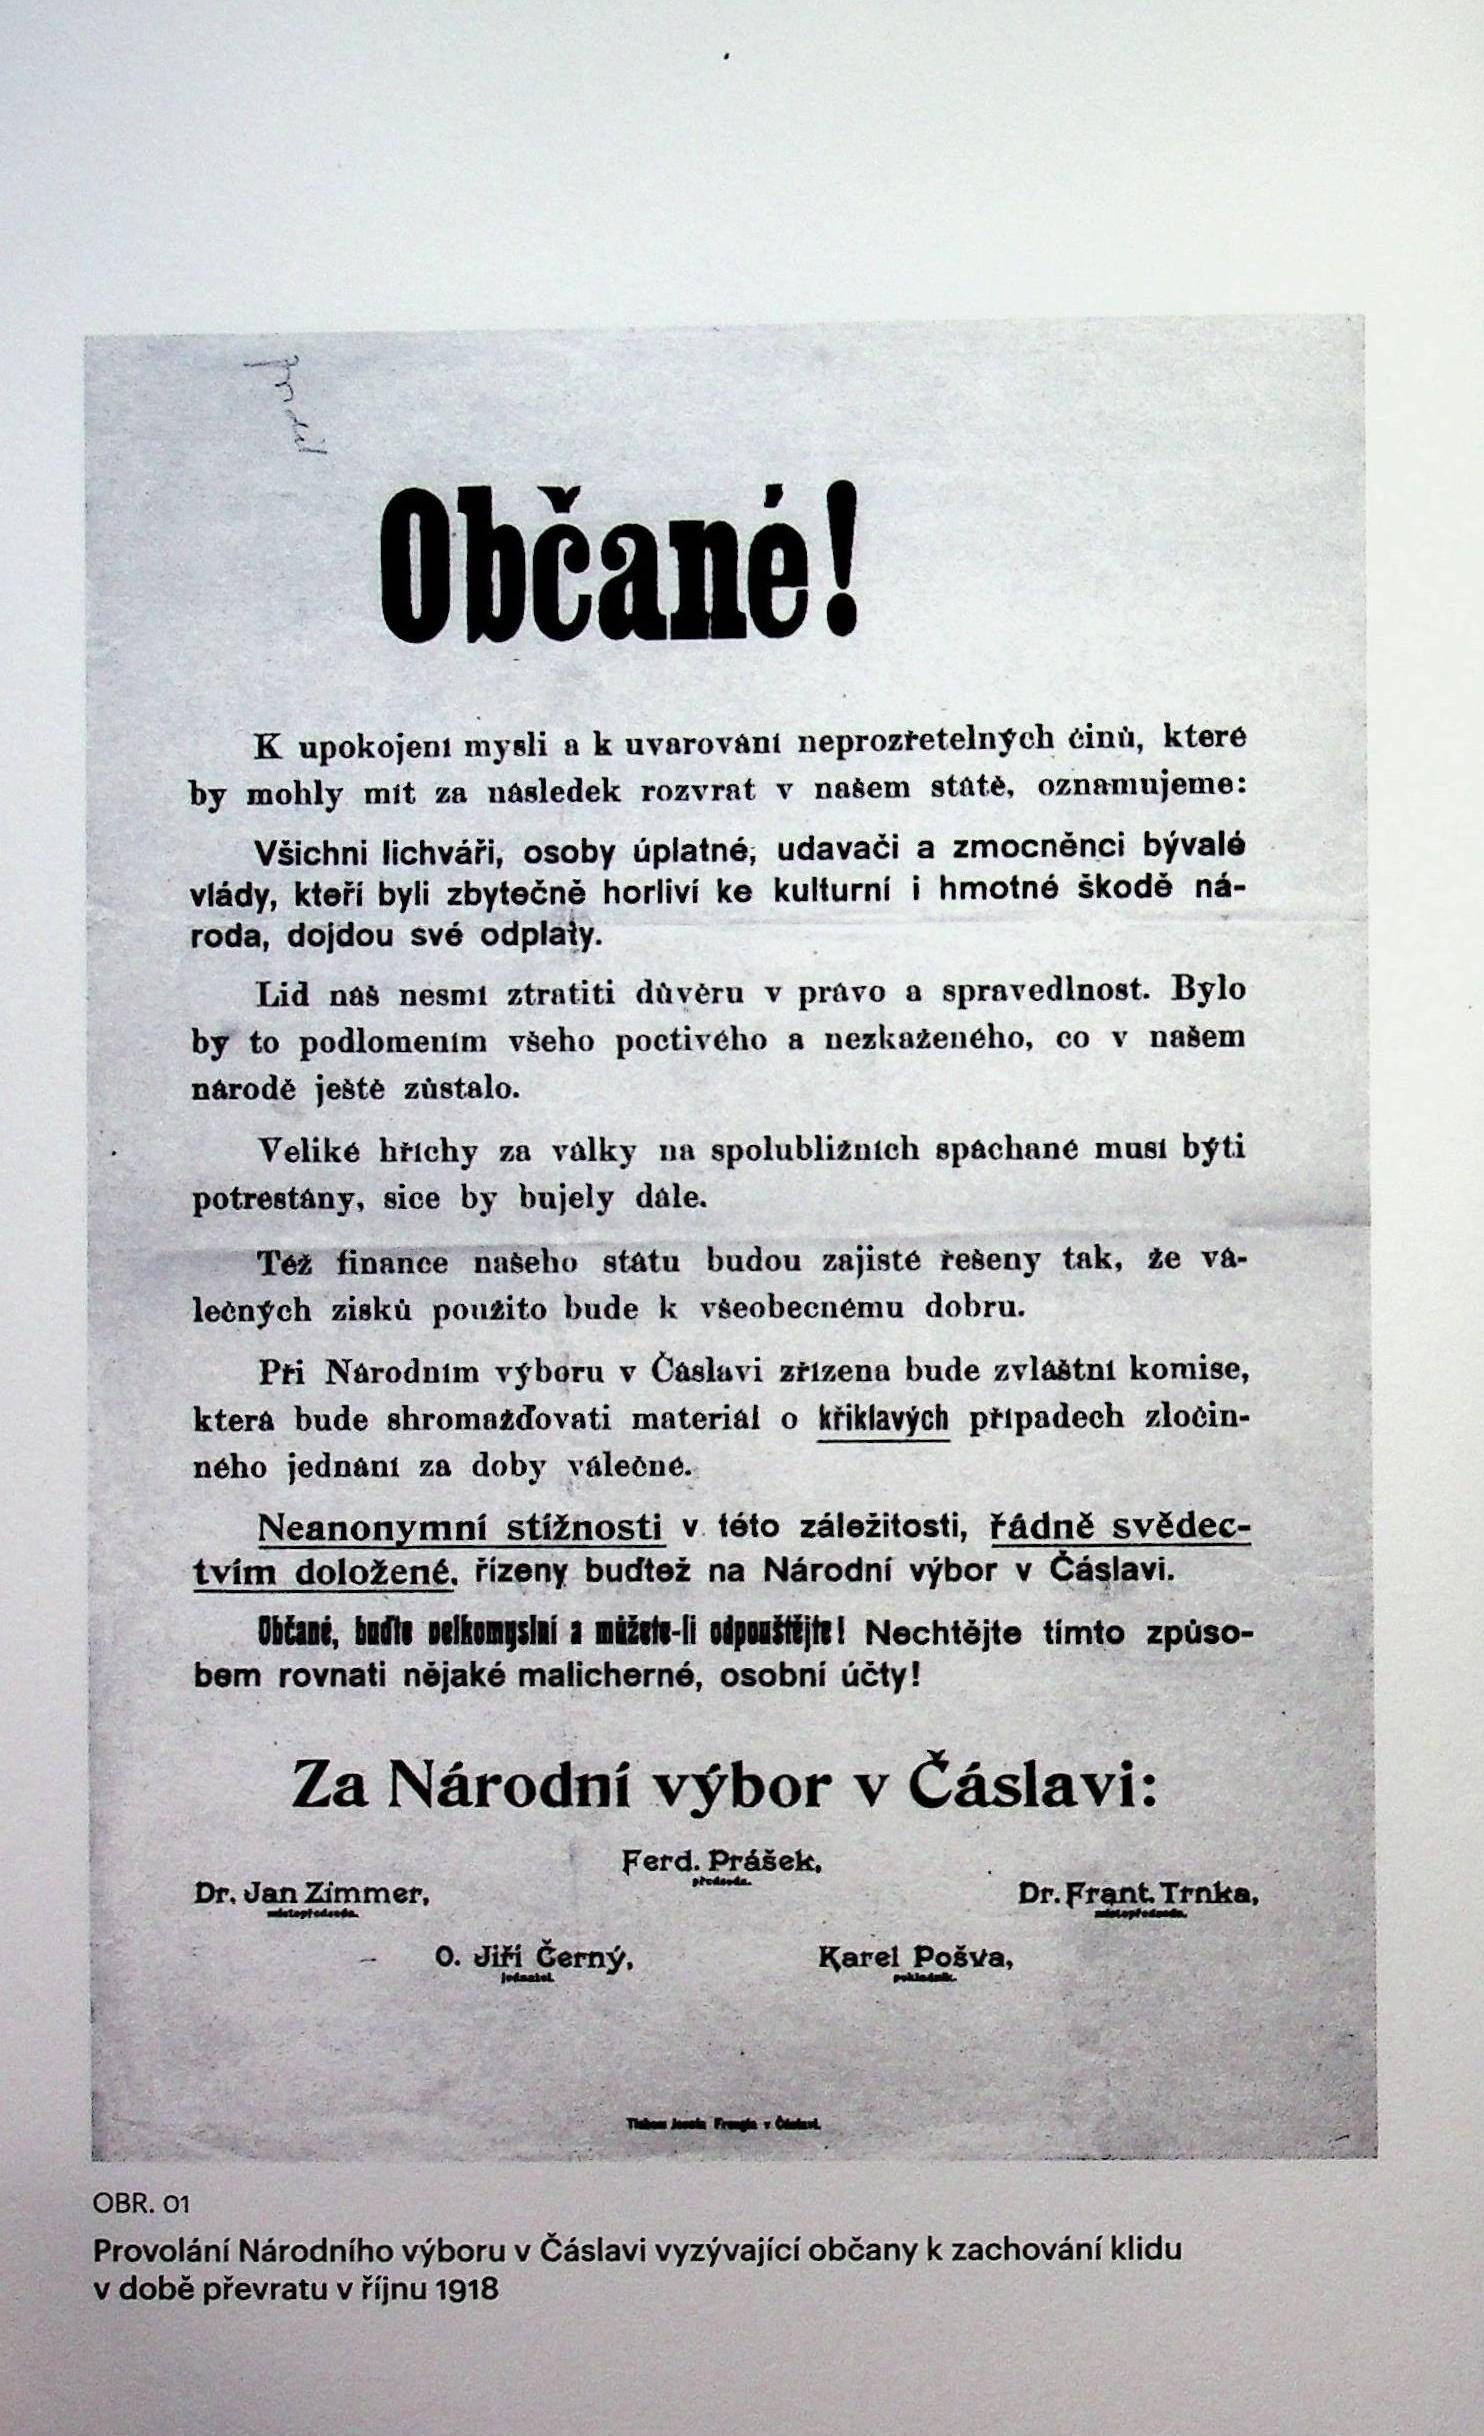 Občané!
K upokojení mysli a k uvarování neprozřetelných činů, které
by mohly mít za následek rozvrat v našem státě, oznamujeme:
Všichni lichváři, osoby úplatné, udavači a zmocněnci bývalé
vlády, kteří byli zbytečně horliví ke kulturní i hmotné škodě ná-
roda, dojdou své odplaty.
Lid náš nesmí ztratiti důvěru v právo a spravedlnost. Bylo
by to podlomením všeho poctivého a nezkaženého, co v našem
národě ještě zůstalo.
Veliké hříchy za války na spolubližních spáchané musí býti
potrestány, sice by bujely dále.
Též finance našeho státu budou zajisté řešeny tak, že vá-
lečných zisků použito bude k všeobecnému dobru.
Při Národním výboru v Čáslavi zřízena bude zvláštní komise,
která bude shromažďovati materiál o křiklavých případech zločin-
ného jednání za doby válečné.
Neanonymní stížnosti v této záležitosti, řádně svědec-
tvím doložené, řízeny buďtež na Národní výbor v Čáslavi.
Občané, buďte velkomyslní a můžete-li odpouštějte! Nechtějte tímto způso-
bem rovnati nějaké malicherné, osobní účty!
Za Národní výbor v Čáslavi:
Ferd. Prášek,
předseda.
Dr. Jan Zimmer,
místopředseda.
Dr. Frant. Trnka,
místopředseda.
O. Jiří Černý,
jednatel.
Karel Pošva,
pokladník.
Tiskem Josefa v Čáslavi.
OBR. 01
Provolání Národního výboru v Čáslavi vyzývající občany k zachování klidu
v době převratu v říjnu 1918